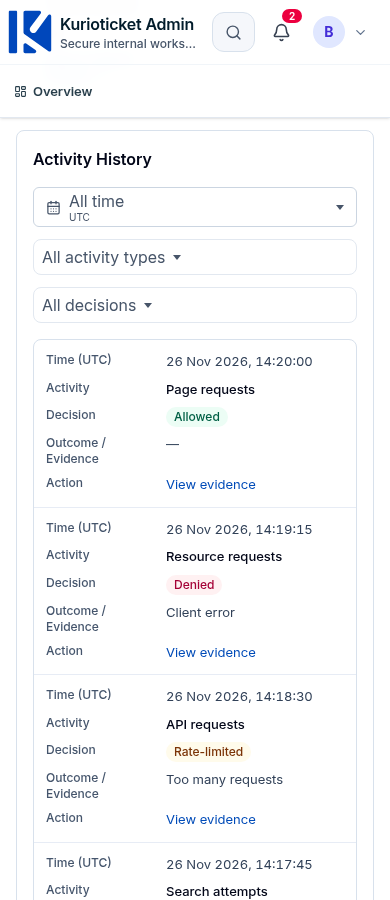 Kurioticket Admin
Secure internal works...
2
B
Overview
Activity History
All time
UTC
All activity types
All decisions
Time (UTC) 26 Nov 2026, 14:20:00
Activity Page requests
Decision Allowed
Outcome / Evidence —
Action View evidence
Time (UTC) 26 Nov 2026, 14:19:15
Activity Resource requests
Decision Denied
Outcome / Evidence Client error
Action View evidence
Time (UTC) 26 Nov 2026, 14:18:30
Activity API requests
Decision Rate-limited
Outcome / Evidence Too many requests
Action View evidence
Time (UTC) 26 Nov 2026, 14:17:45
Activity Search attempts